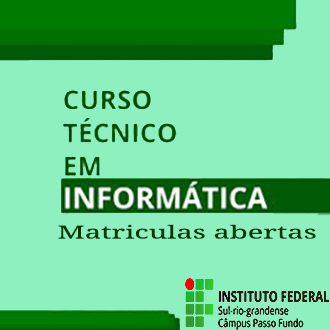 CURSO
TÉCNICO
EM
INFORMÁTICA
Matriculas abertas
INSTITUTO FEDERAL
Sul-rio-grandense
Câmpus Passo Fundo